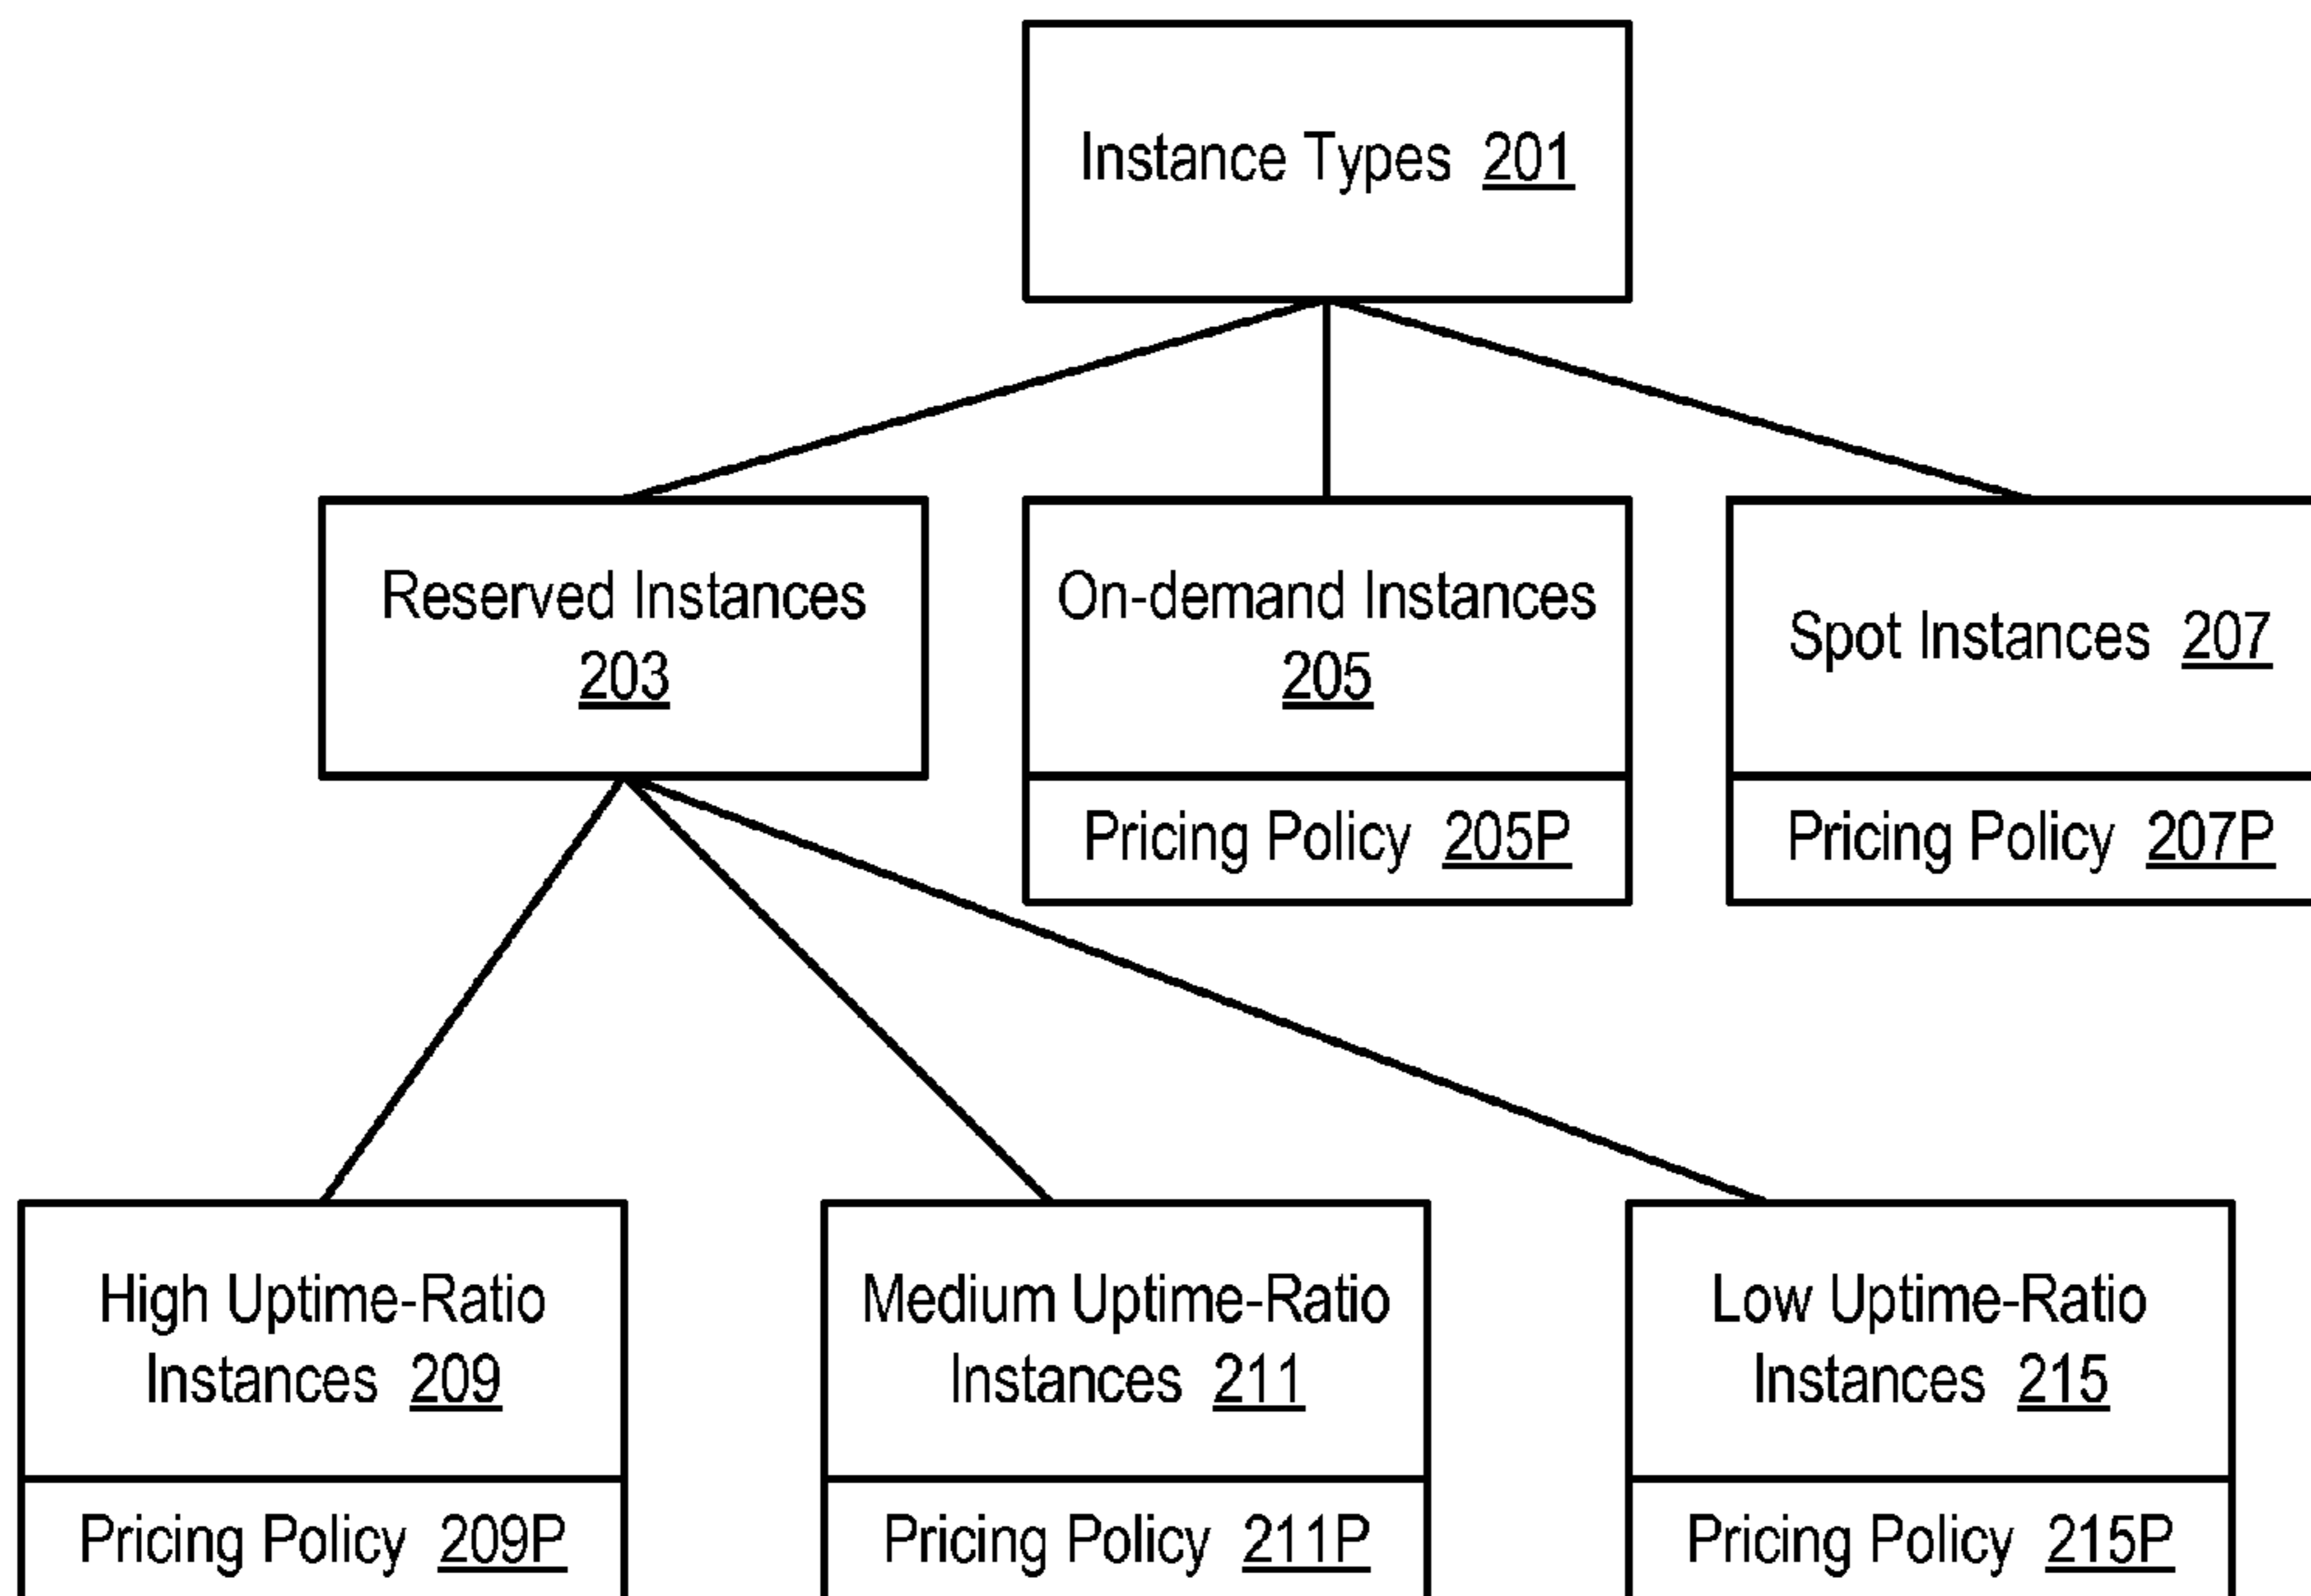 Instance Types 201
Reserved Instances
203
On-demand Instances
205
Pricing Policy 205P
Spot Instances 207
Pricing Policy 207P
High Uptime-Ratio
Instances 209
Pricing Policy 209P
Medium Uptime-Ratio
Instances 211
Pricing Policy 211P
Low Uptime-Ratio
Instances 215
Pricing Policy 215P